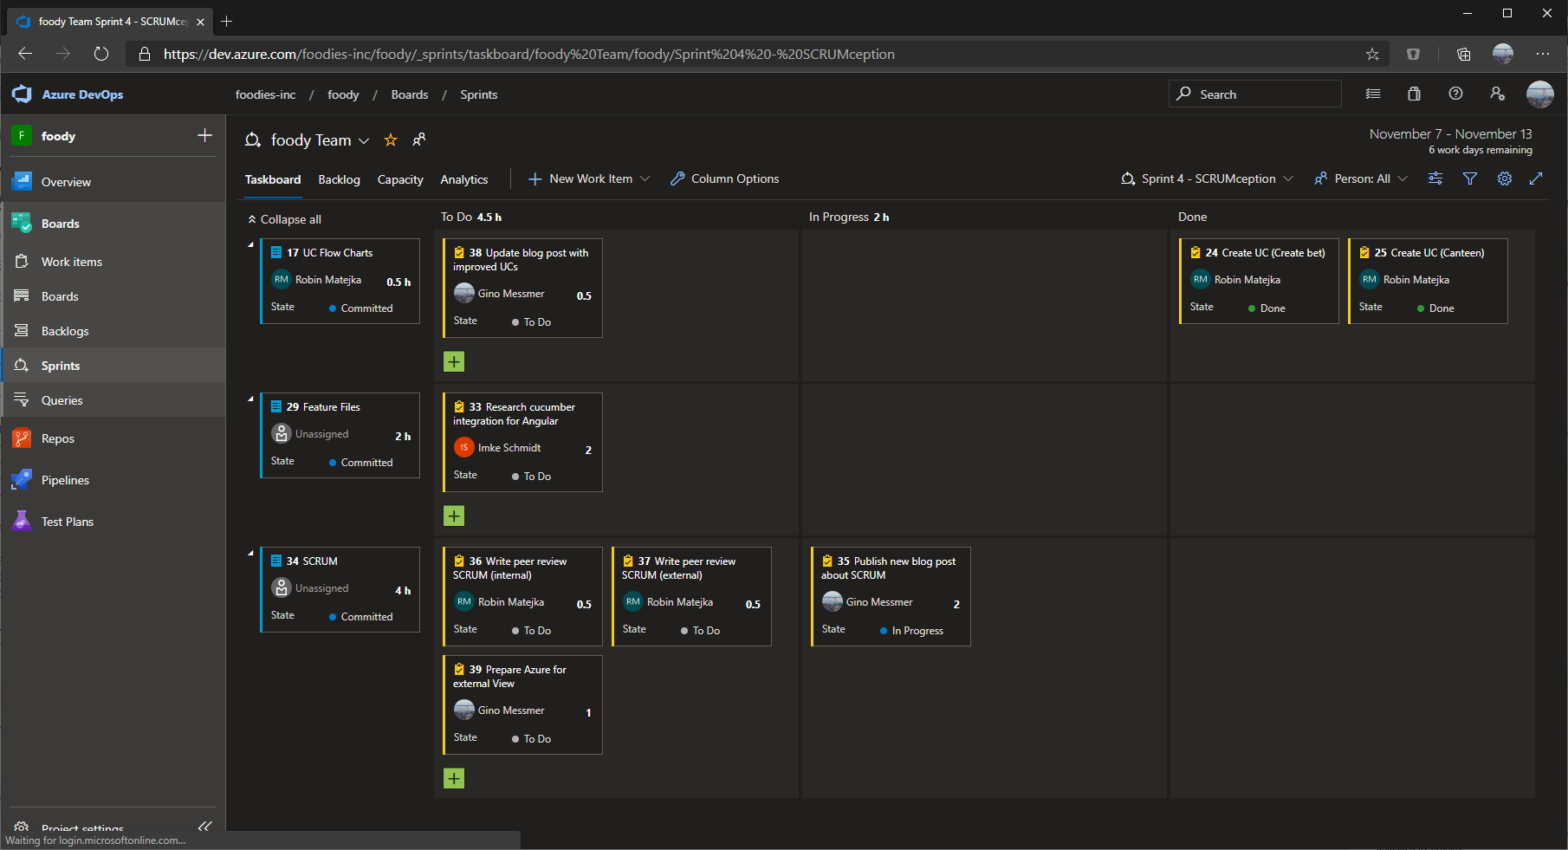 foody Team Sprint 4 - SCRUMce
https://dev.azure.com/foodies-inc/foody/_sprints/taskboard/foody%20Team/foody/Sprint%204%20-%20SCRUMception
Azure DevOps
foodies-inc / foody / Boards / Sprints
Search
F foody
Overview
Boards
Work items
Boards
Backlogs
Sprints
Queries
Repos
Pipelines
Test Plans
Project settings
Waiting for login.microsoftonline.com...
foody Team
November 7 - November 13
6 work days remaining
Taskboard Backlog Capacity Analytics New Work Item Column Options
Sprint 4 - SCRUMception Person: All
Collapse all
To Do 4.5 h
In Progress 2 h
Done
17 UC Flow Charts
RM Robin Matejka 0.5 h
State Committed
38 Update blog post with
improved UCs
Gino Messmer 0.5
State To Do
24 Create UC (Create bet)
RM Robin Matejka
State Done
25 Create UC (Canteen)
RM Robin Matejka
State Done
29 Feature Files
Unassigned 2 h
State Committed
33 Research cucumber
integration for Angular
IS Imke Schmidt 2
State To Do
34 SCRUM
Unassigned 4 h
State Committed
36 Write peer review
SCRUM (internal)
RM Robin Matejka 0.5
State To Do
37 Write peer review
SCRUM (external)
RM Robin Matejka 0.5
State To Do
35 Publish new blog post
about SCRUM
Gino Messmer 2
State In Progress
39 Prepare Azure for
external View
Gino Messmer 1
State To Do